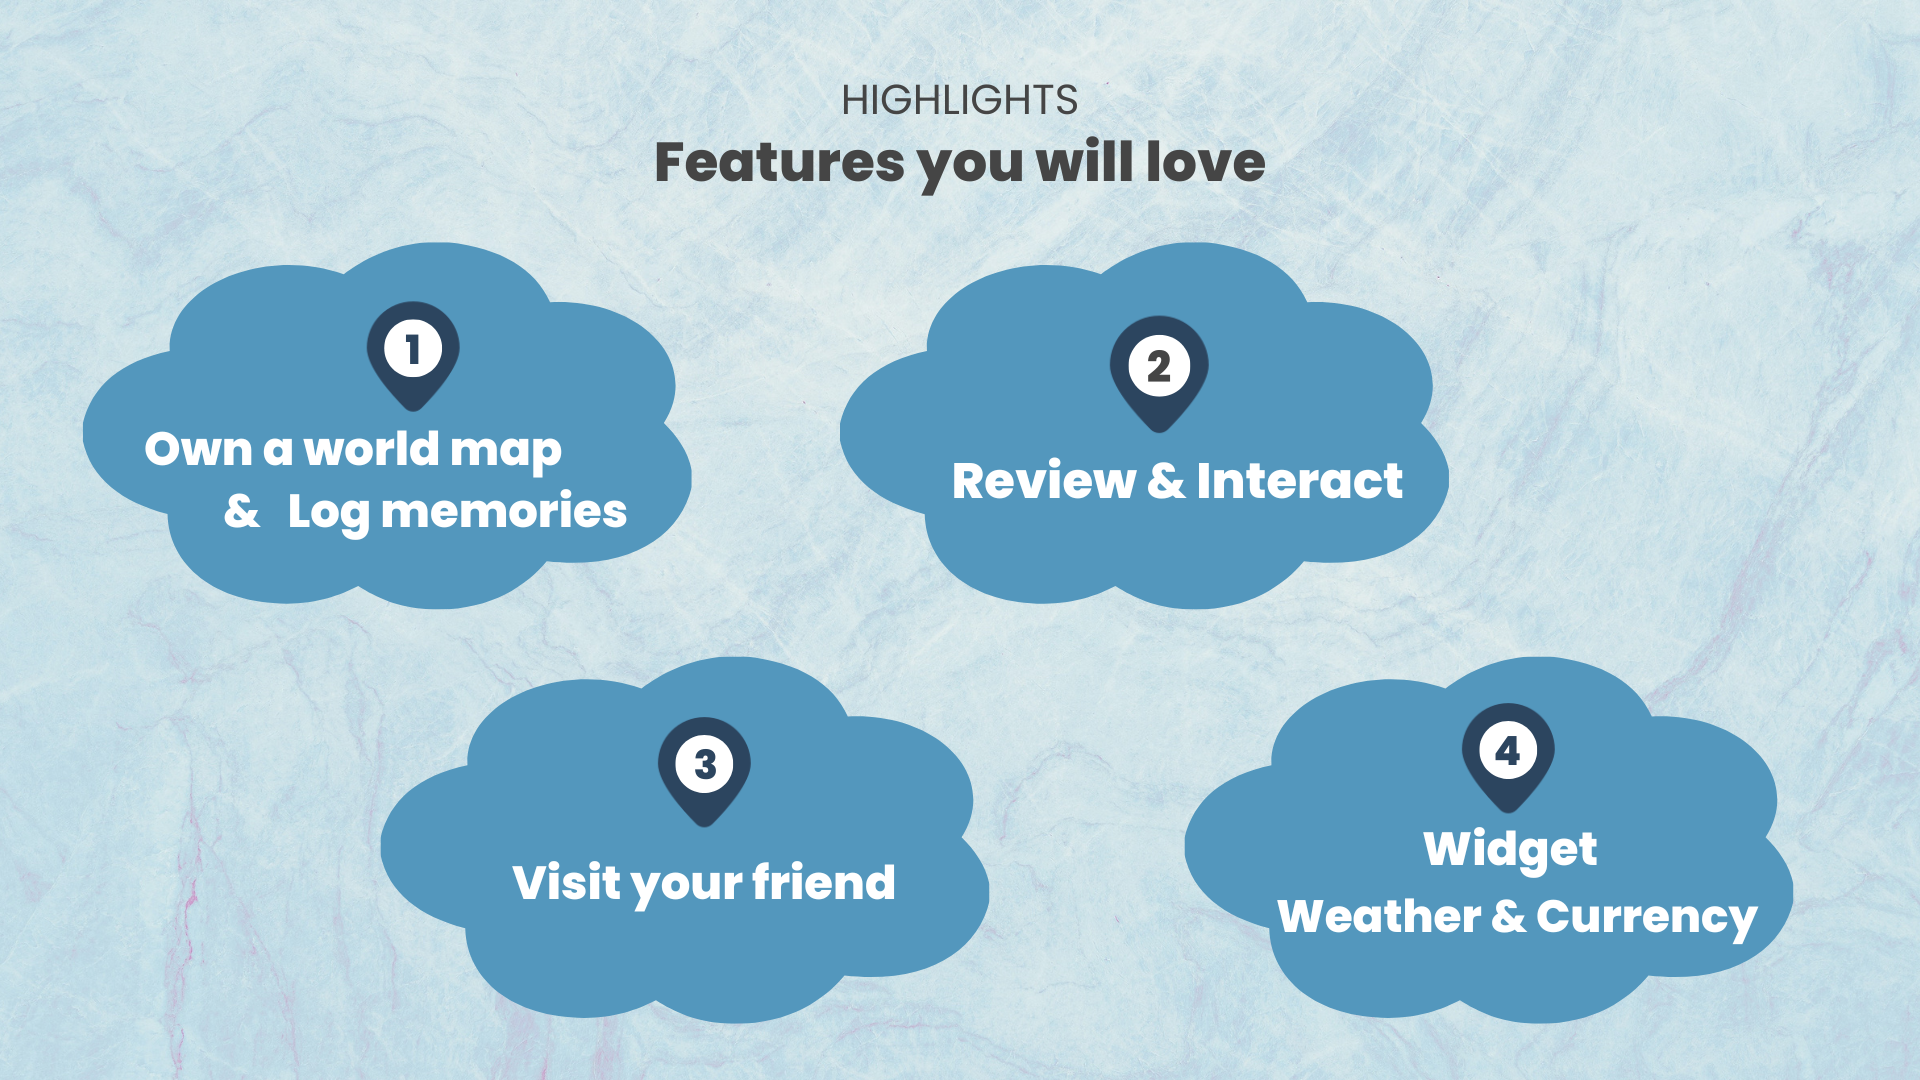 HIGHLIGHTS
Features you will love
1
Own a world map
& Log memories
2
Review & Interact
3
Visit your friend
4
Widget
Weather & Currency